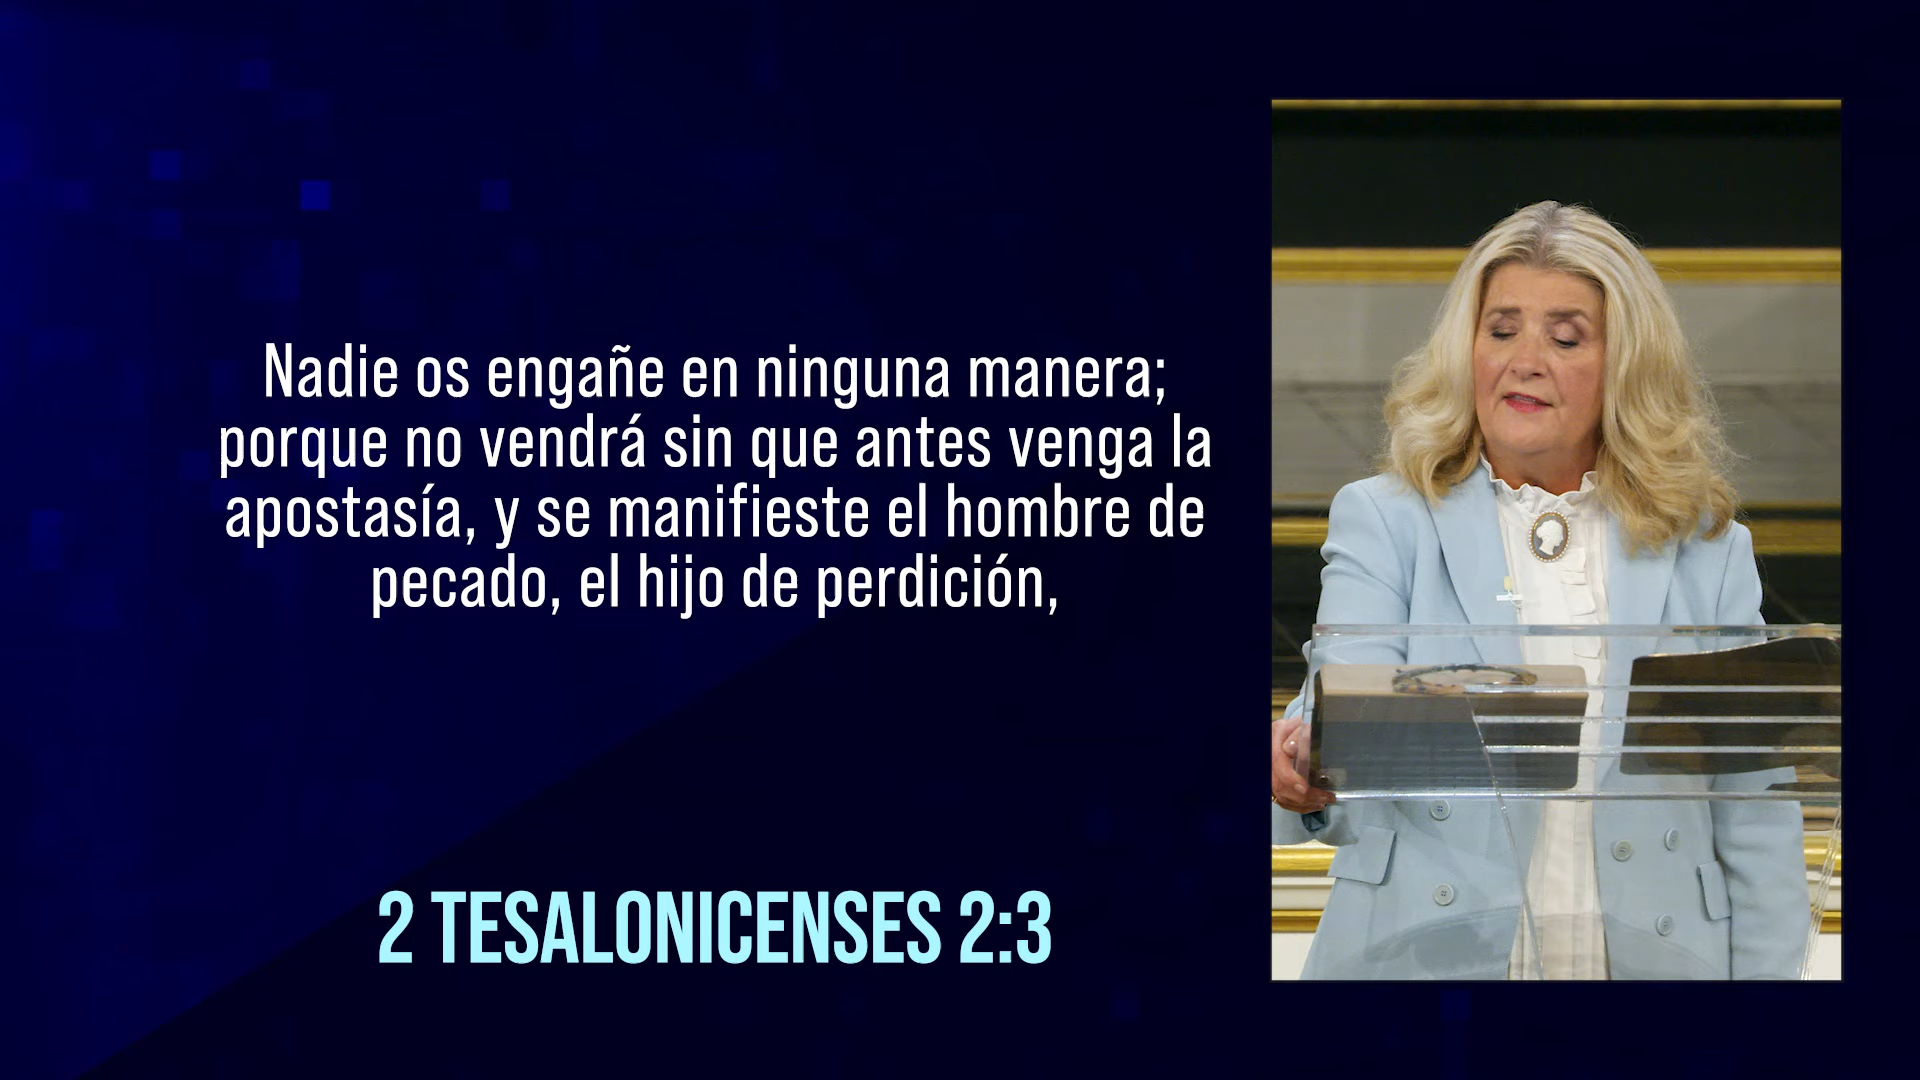 Nadie os engañe en ninguna manera;
porque no vendrá sin que antes venga la
apostasía, y se manifieste el hombre de
pecado, el hijo de perdición,
2 TESALONICENSES 2:3